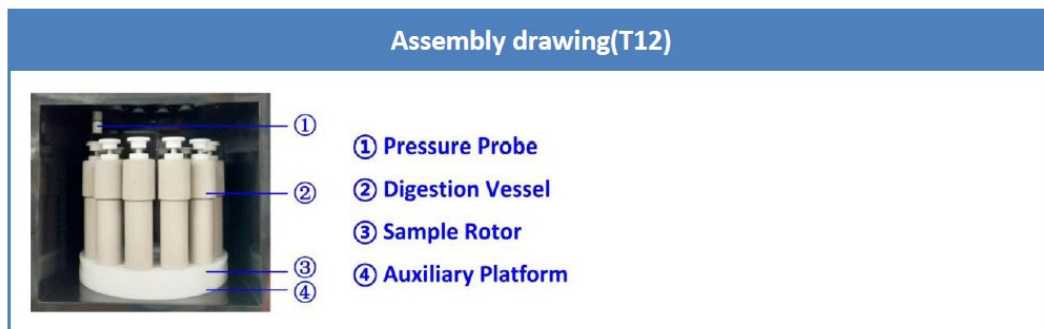 Assembly drawing(T12)
①
② 
③
④
① Pressure Probe
② Digestion Vessel
③ Sample Rotor
④ Auxiliary Platform